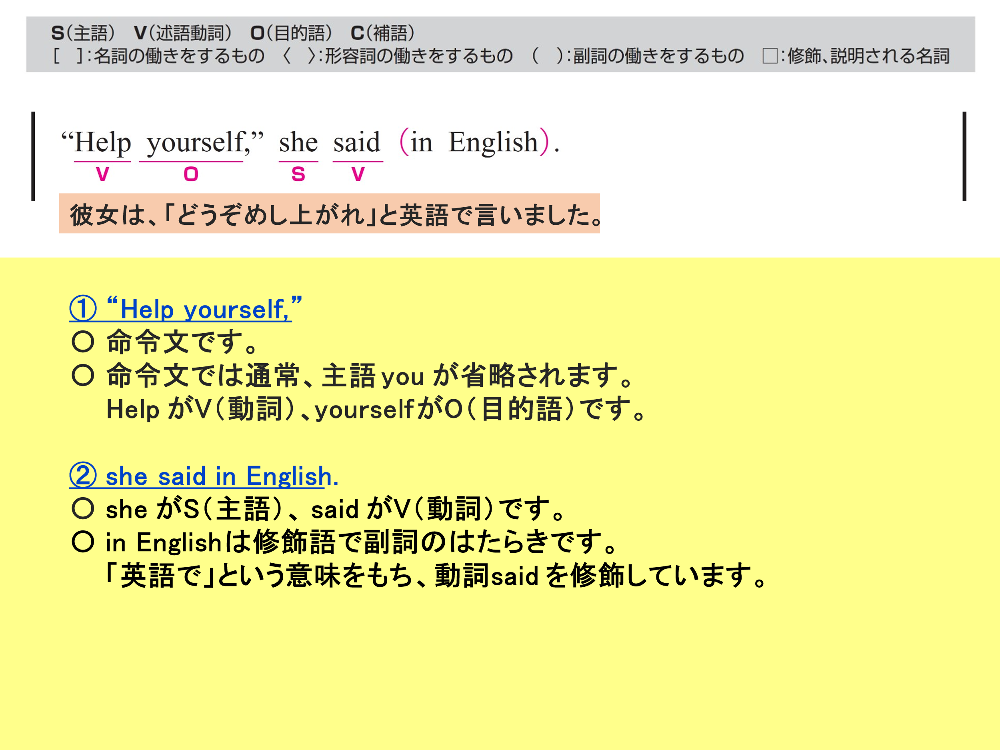 S（主語）　V（述語動詞）　O（目的語）　C（補語）
［　］：名詞の働きをするもの　〈　〉：形容詞の働きをするもの　（　）：副詞の働きをするもの　□：修飾、説明される名詞
“Help yourself,” she said （in English）.
V O S V
彼女は、「どうぞめし上がれ」と英語で言いました。
① “Help yourself,”
○ 命令文です。
○ 命令文では通常、主語 you が省略されます。
Help がV（動詞）、yourselfがO（目的語）です。
② she said in English.
○ she がS（主語）、said がV（動詞）です。
○ in Englishは修飾語で副詞のはたらきです。
「英語で」という意味をもち、動詞said を修飾しています。